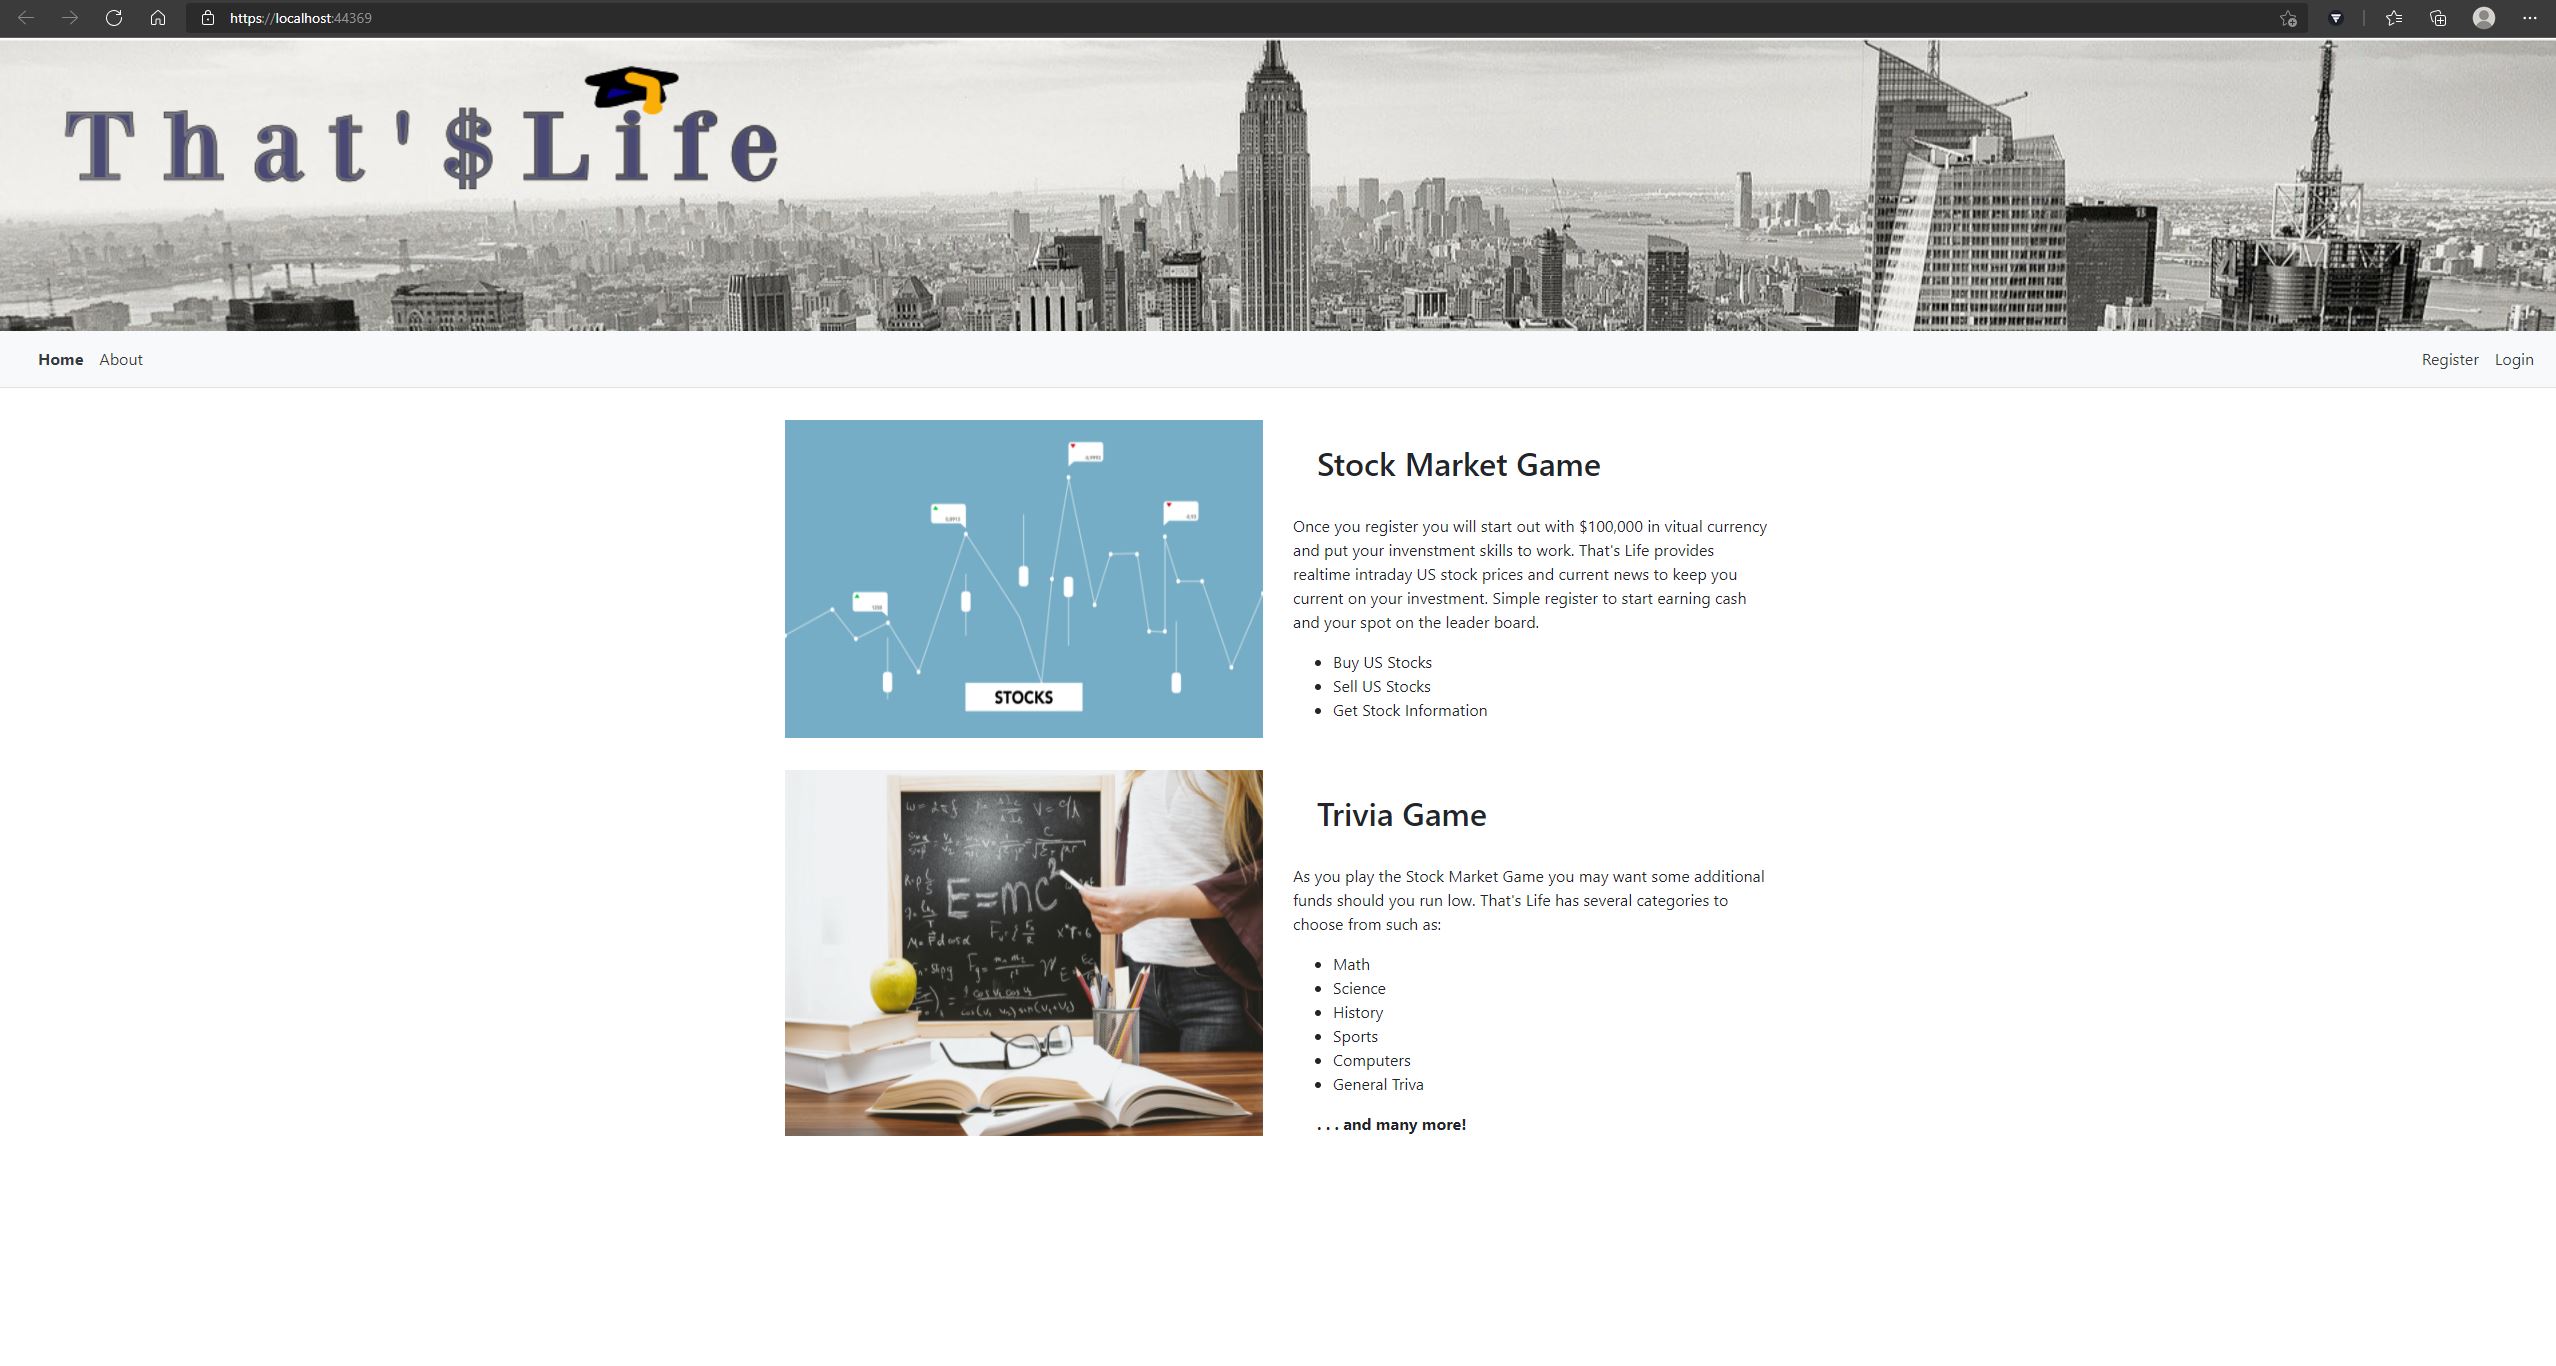 https://localhost:44369
That'$Life
Home About Register Login
Stock Market Game
Once you register you will start out with $100,000 in vitual currency
and put your invenstment skills to work. That's Life provides
realtime intraday US stock prices and current news to keep you
current on your investment. Simple register to start earning cash
and your spot on the leader board.
• Buy US Stocks
• Sell US Stocks
• Get Stock Information
STOCKS
Trivia Game
As you play the Stock Market Game you may want some additional
funds should you run low. That's Life has several categories to
choose from such as:
• Math
• Science
• History
• Sports
• Computers
• General Triva
. . . and many more!
E=mc²